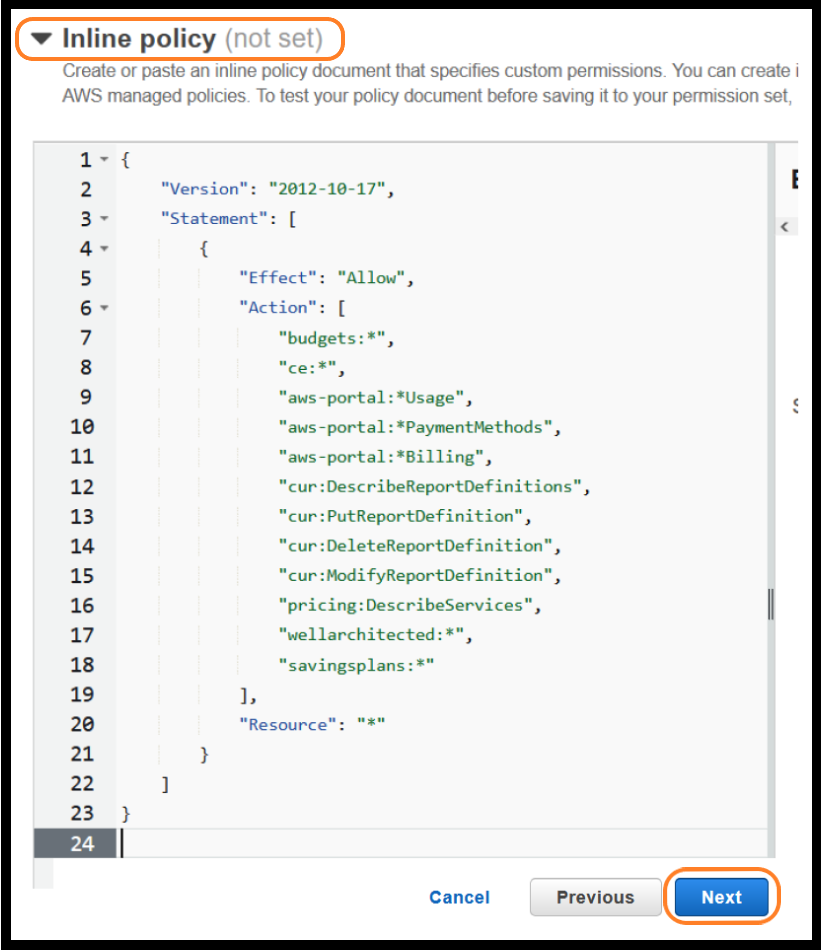 Inline policy (not set)
Create or paste an inline policy document that specifies custom permissions. You can create
AWS managed policies. To test your policy document before saving it to your permission set,
1 {
2 "Version": "2012-10-17",
3 "Statement": [
4 {
5 "Effect": "Allow",
6 "Action": [
7 "budgets:*",
8 "ce:*",
9 "aws-portal:*Usage",
10 "aws-portal:*PaymentMethods",
11 "aws-portal:*Billing",
12 "cur:DescribeReportDefinitions",
13 "cur:PutReportDefinition",
14 "cur:DeleteReportDefinition",
15 "cur:ModifyReportDefinition",
16 "pricing:DescribeServices",
17 "wellarchitected:*",
18 "savingsplans:*"
19 ],
20 "Resource": "*"
21 }
22 ]
23 }
24
Cancel Previous Next